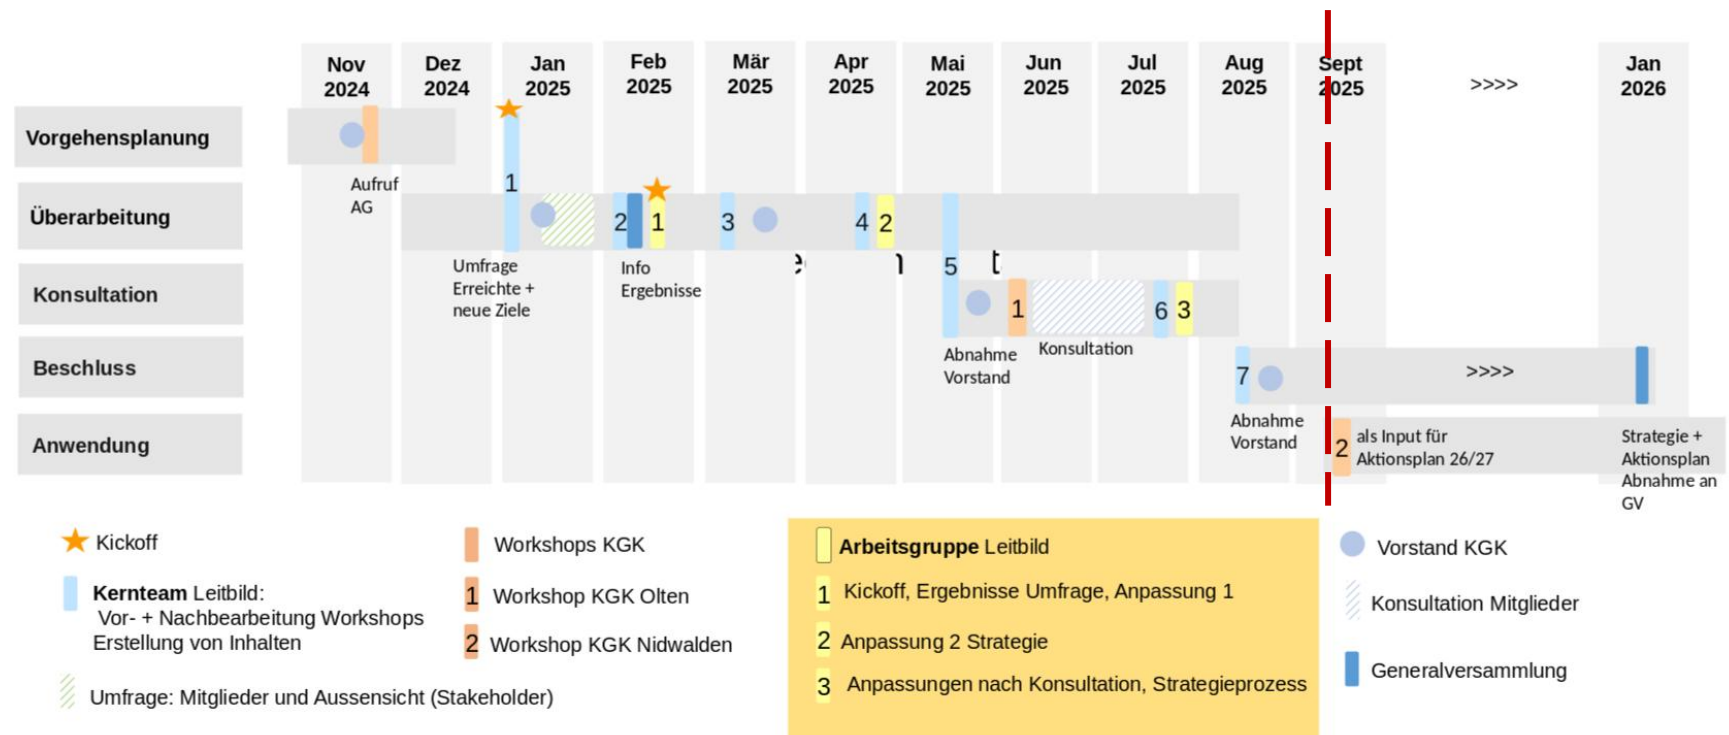 Nov 2024
Dez 2024
Jan 2025
Feb 2025
Mär 2025
Apr 2025
Mai 2025
Jun 2025
Jul 2025
Aug 2025
Sept 2025
>>>>
Jan 2026
Vorgehensplanung
Aufruf
AG
1
Überarbeitung
2
1
3
4
2
Umfrage
Erreichte +
neue Ziele
Info
Ergebnisse
5
Konsultation
1
6
3
Abnahme
Vorstand
Konsultation
Beschluss
7
>>>>
Abnahme
Vorstand
Anwendung
2
als Input für
Aktionsplan 26/27
Strategie +
Aktionsplan
Abnahme an
GV
Kickoff
Kernteam Leitbild:
Vor- + Nachbearbeitung Workshops
Erstellung von Inhalten
Umfrage: Mitglieder und Aussensicht (Stakeholder)
Workshops KGK
1 Workshop KGK Olten
2 Workshop KGK Nidwalden
Arbeitsgruppe Leitbild
1 Kickoff, Ergebnisse Umfrage, Anpassung 1
2 Anpassung 2 Strategie
3 Anpassungen nach Konsultation, Strategieprozess
Vorstand KGK
Konsultation Mitglieder
Generalversammlung